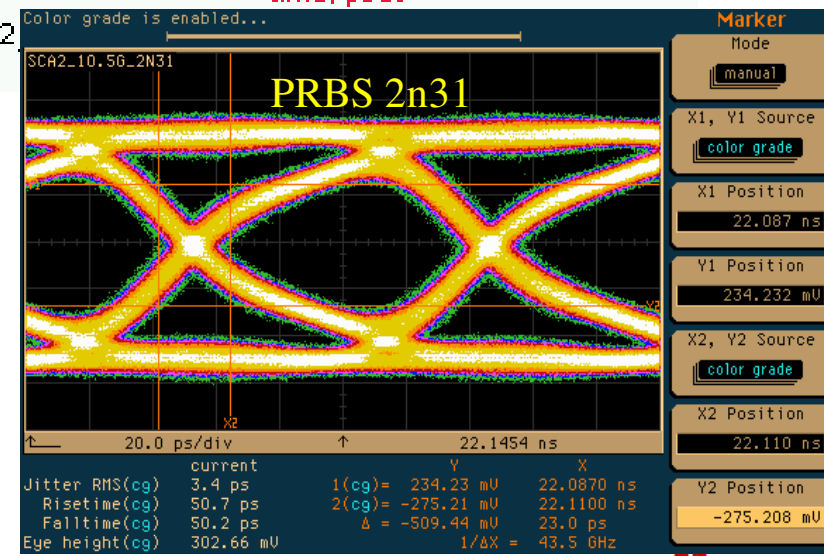 Color grade is enabled...
SCA2_10.5G_2N31
PRBS 2n31
X2
20.0 ps/div
22.1454 ns
current
Jitter RMS(cg) 3.4 ps
Risetime(cg) 50.7 ps
Falltime(cg) 50.2 ps
Eye height(cg) 302.66 mV
Y X
1(cg)= 234.23 mV 22.0870 ns
2(cg)= -275.21 mV 22.1100 ns
Δ = -509.44 mV 23.0 ps
1/ΔX = 43.5 GHz
Marker
Mode
manual
X1, Y1 Source
color grade
X1 Position
22.087 ns
Y1 Position
234.232 mV
X2, Y2 Source
color grade
X2 Position
22.110 ns
Y2 Position
-275.208 mV